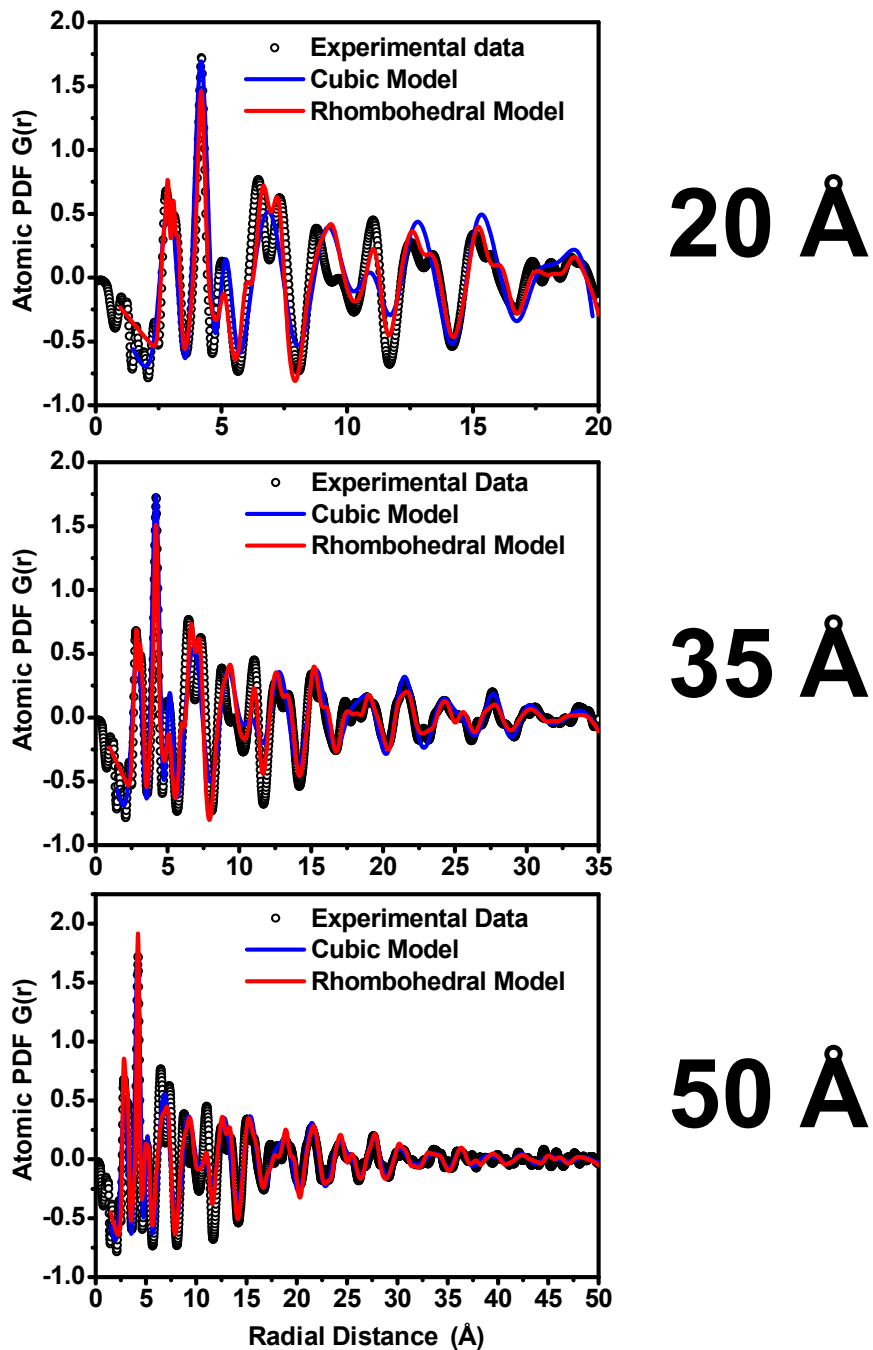 2.0
1.5
1.0
0.5
0.0
-0.5
-1.0
Atomic PDF G(r)
Experimental data
Cubic Model
Rhombohedral Model
0 5 10 15 20
20 Å
2.0
1.5
1.0
0.5
0.0
-0.5
-1.0
Atomic PDF G(r)
Experimental Data
Cubic Model
Rhombohedral Model
0 5 10 15 20 25 30 35
35 Å
2.0
1.5
1.0
0.5
0.0
-0.5
-1.0
Atomic PDF G(r)
Experimental Data
Cubic Model
Rhombohedral Model
0 5 10 15 20 25 30 35 40 45 50
Radial Distance (Å)
50 Å